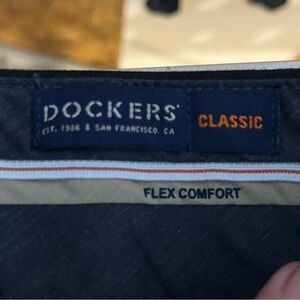 DOCKERS®
EST. 1986 SAN FRANCISCO, CA
CLASSIC
FLEX COMFORT